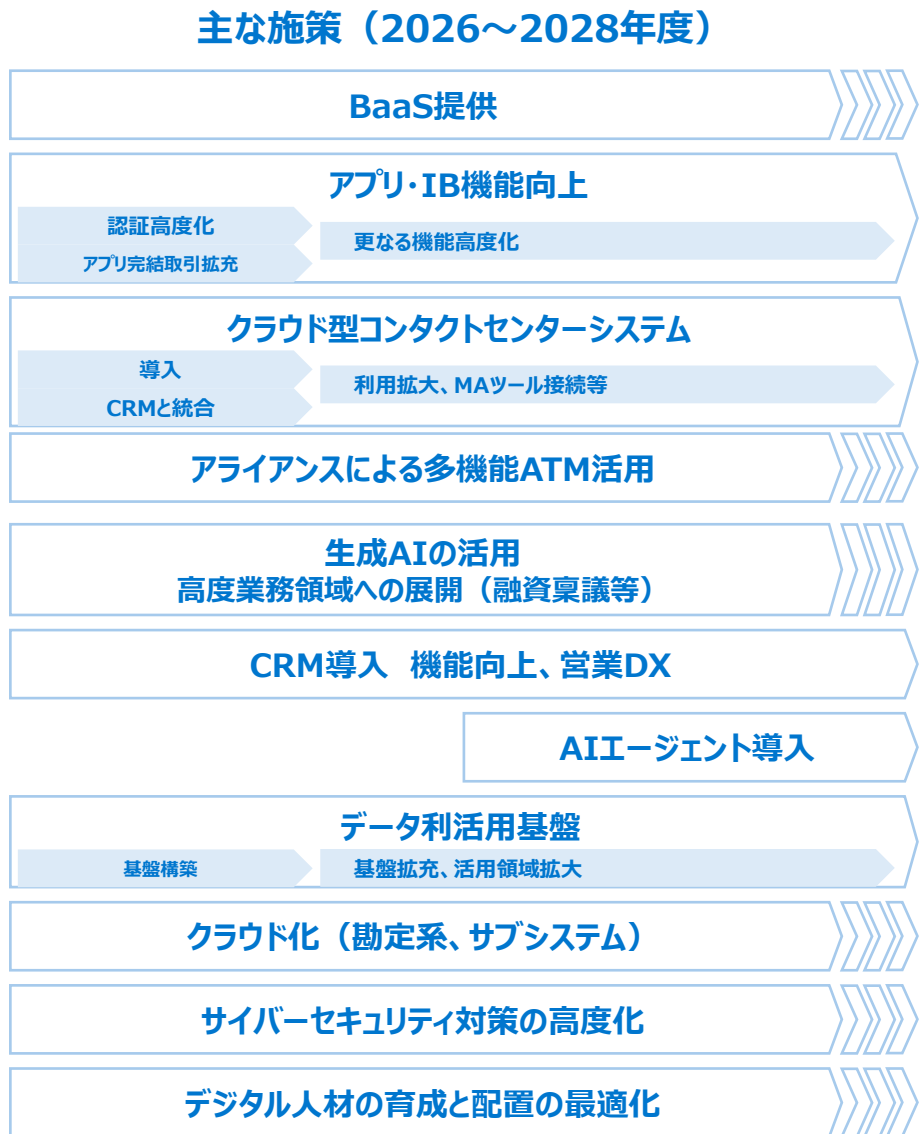 主な施策（2026～2028年度）
BaaS提供
アプリ・IB機能向上
認証高度化
アプリ完結取引拡充
更なる機能高度化
クラウド型コンタクトセンターシステム
導入
CRMと統合
利用拡大、MAツール接続等
アライアンスによる多機能ATM活用
生成AIの活用
高度業務領域への展開（融資稟議等）
CRM導入 機能向上、営業DX
AIエージェント導入
データ利活用基盤
基盤構築
基盤拡充、活用領域拡大
クラウド化（勘定系、サブシステム）
サイバーセキュリティ対策の高度化
デジタル人材の育成と配置の最適化